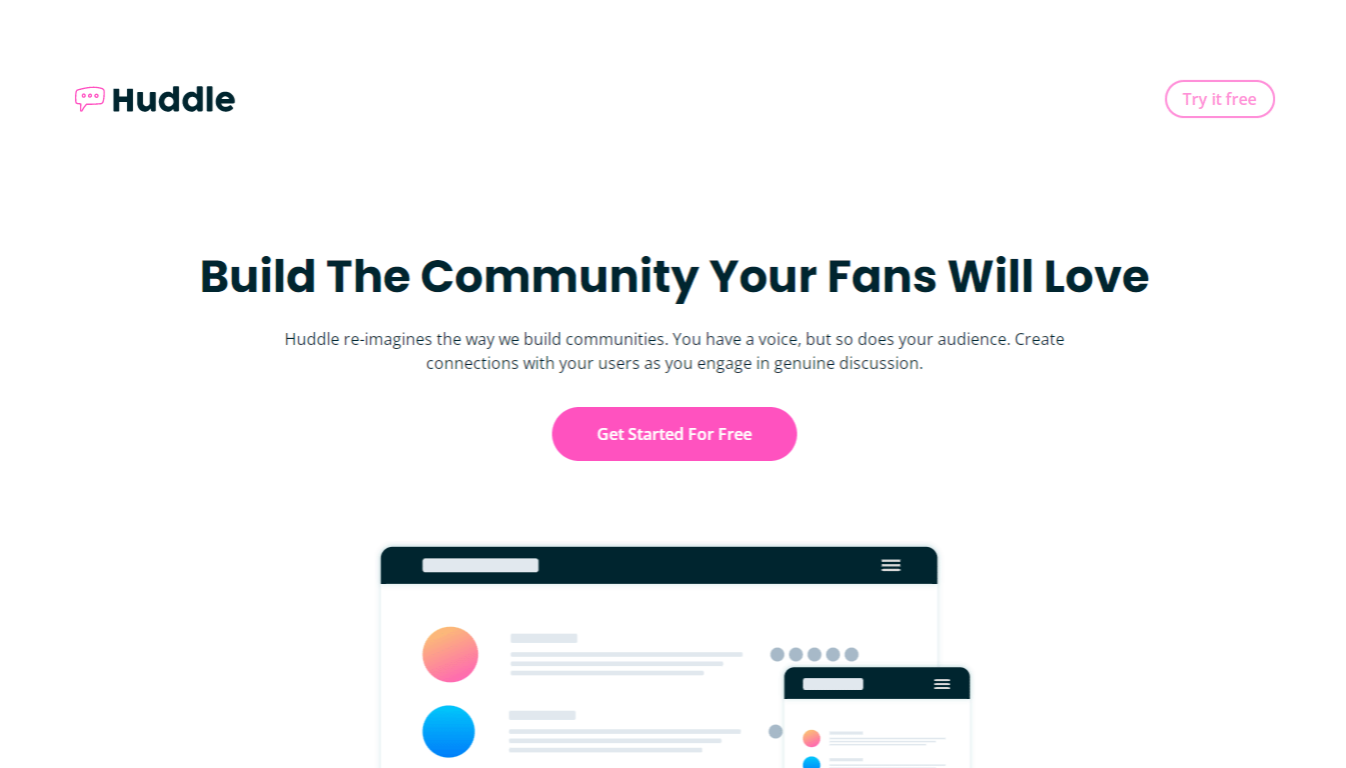 Huddle
Try it free
Build The Community Your Fans Will Love
Huddle re-imagines the way we build communities. You have a voice, but so does your audience. Create
connections with your users as you engage in genuine discussion.
Get Started For Free